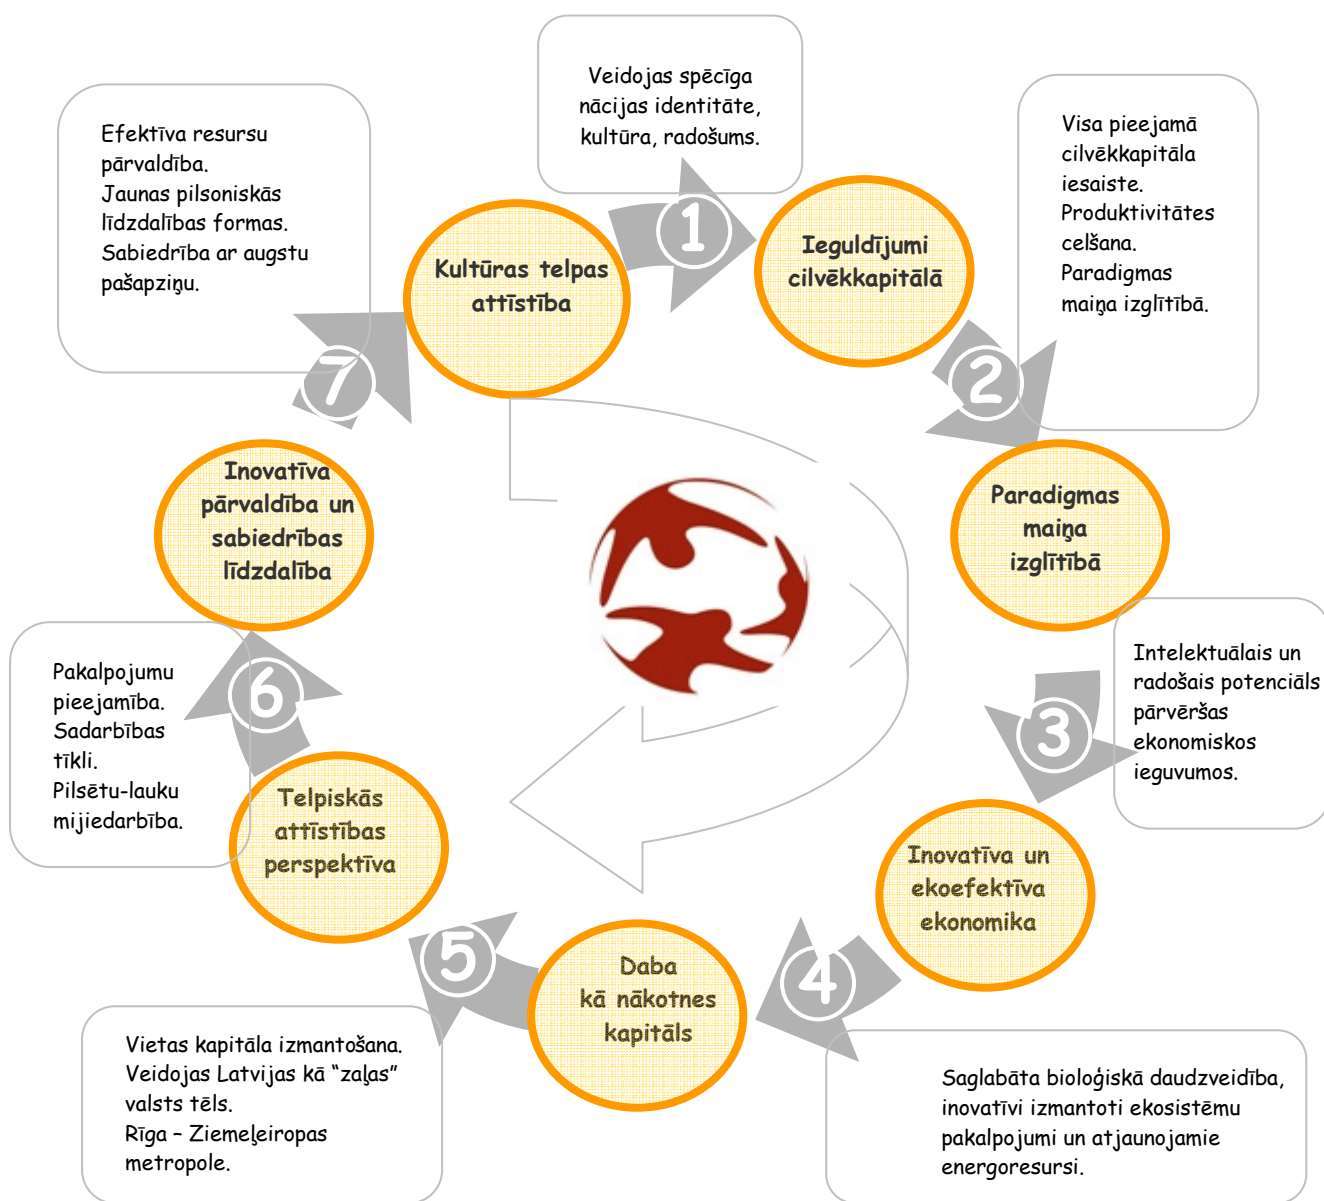 Veidojas spēcīga
nācijas identitāte,
kultūra, radošums.
Efektīva resursu
pārvaldība.
Jaunas pilsoniskās
līdzdalības formas.
Sabiedrība ar augstu
pašapziņu.
Visa pieejamā
cilvēkkapitāla
iesaiste.
Produktivitātes
celšana.
Paradigmas
maiņa izglītībā.
1
Kultūras telpas
attīstība
Ieguldījumi
cilvēkkapitālā
7
2
Inovatīva
pārvaldība un
sabiedrības
līdzdalība
Paradigmas
maiņa
izglītībā
Pakalpojumu
pieejamība.
Sadarbības
tīkli.
Pilsētu-lauku
mijiedarbība.
6
3
Intelektuālais un
radošais potenciāls
pārvēršas
ekonomiskos
ieguvumos.
Telpiskās
attīstības
perspektīva
Inovatīva un
ekoefektīva
ekonomika
5
Daba
kā nākotnes
kapitāls
4
Vietas kapitāla izmantošana.
Veidojas Latvijas kā “zaļas”
valsts tēls.
Rīga – Ziemeļeiropas
metropole.
Saglabāta bioloģiskā daudzveidība,
inovatīvi izmantoti ekosistēmu
pakalpojumi un atjaunojamie
energoresursi.